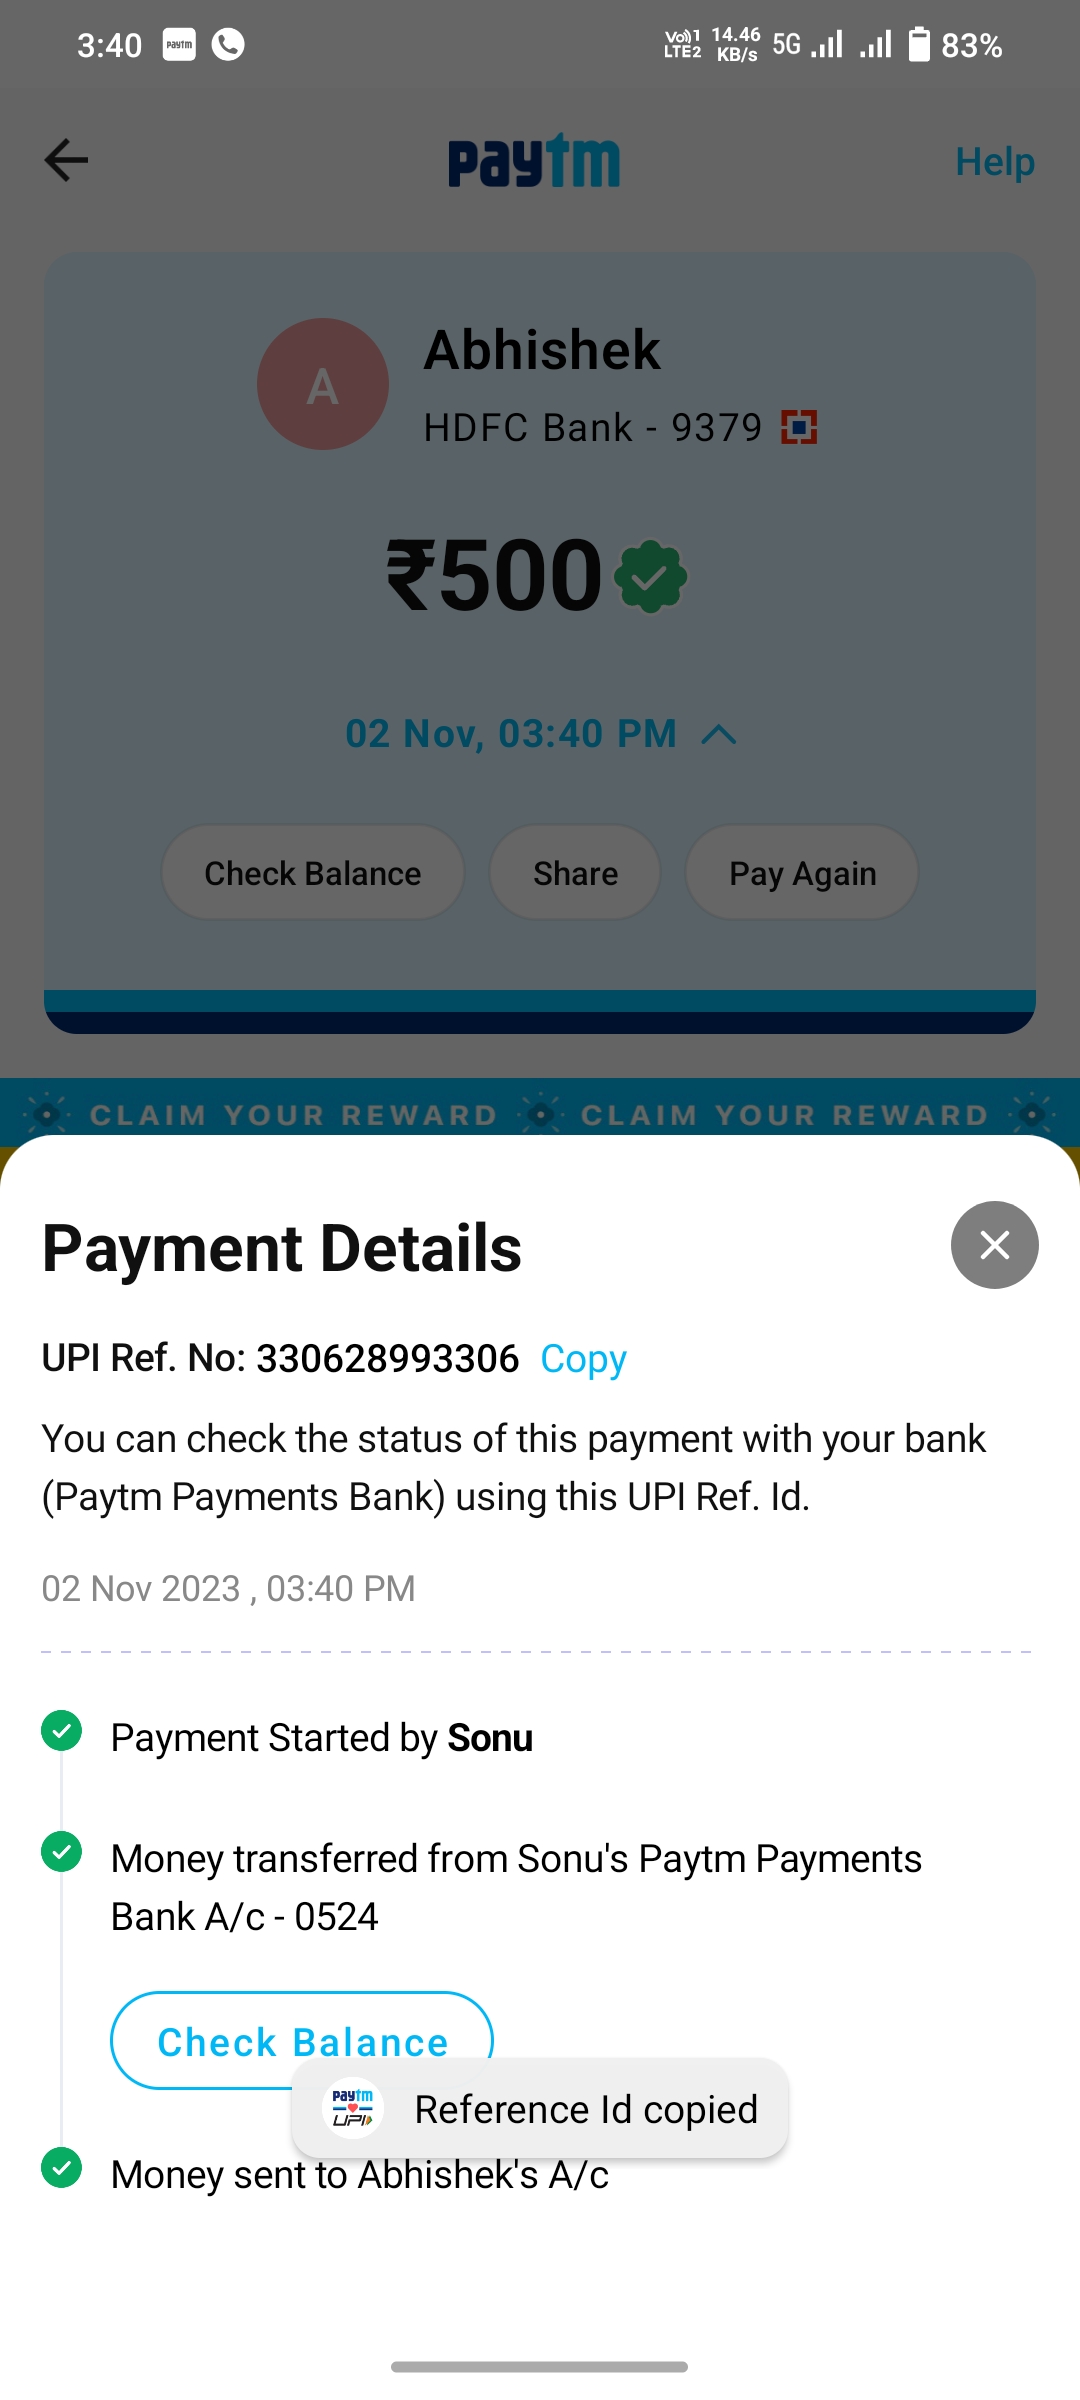 3:40 paytm Vo))1 LTE2 14.46 KB/s 5G 83%
paytm Help
A
Abhishek
HDFC Bank - 9379
₹500
02 Nov, 03:40 PM
Check Balance Share Pay Again
CLAIM YOUR REWARD CLAIM YOUR REWARD
Payment Details
UPI Ref. No: 330628993306 Copy
You can check the status of this payment with your bank
(Paytm Payments Bank) using this UPI Ref. Id.
02 Nov 2023 , 03:40 PM
Payment Started by Sonu
Money transferred from Sonu's Paytm Payments
Bank A/c - 0524
Check Balance
paytm UPI Reference Id copied
Money sent to Abhishek's A/c